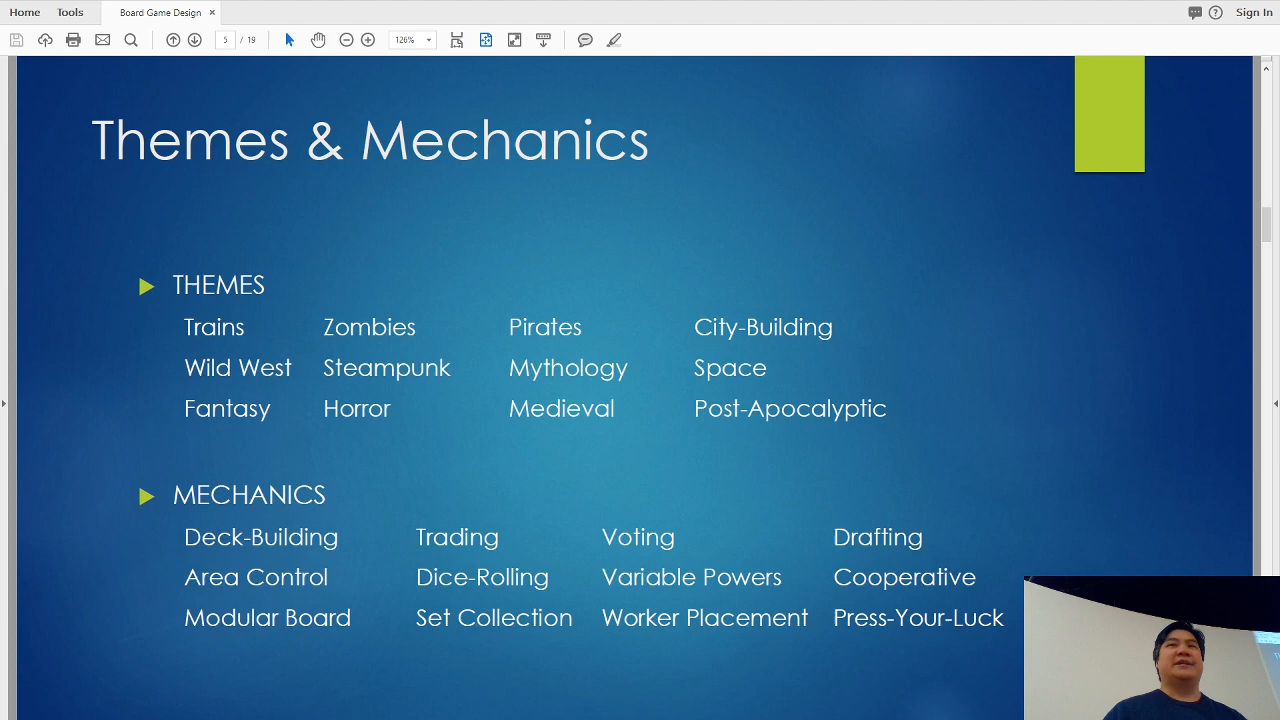 Home Tools Board Game Design × Sign In
5 / 19 126%
Themes & Mechanics
THEMES
Trains Zombies Pirates City-Building
Wild West Steampunk Mythology Space
Fantasy Horror Medieval Post-Apocalyptic
MECHANICS
Deck-Building Trading Voting Drafting
Area Control Dice-Rolling Variable Powers Cooperative
Modular Board Set Collection Worker Placement Press-Your-Luck